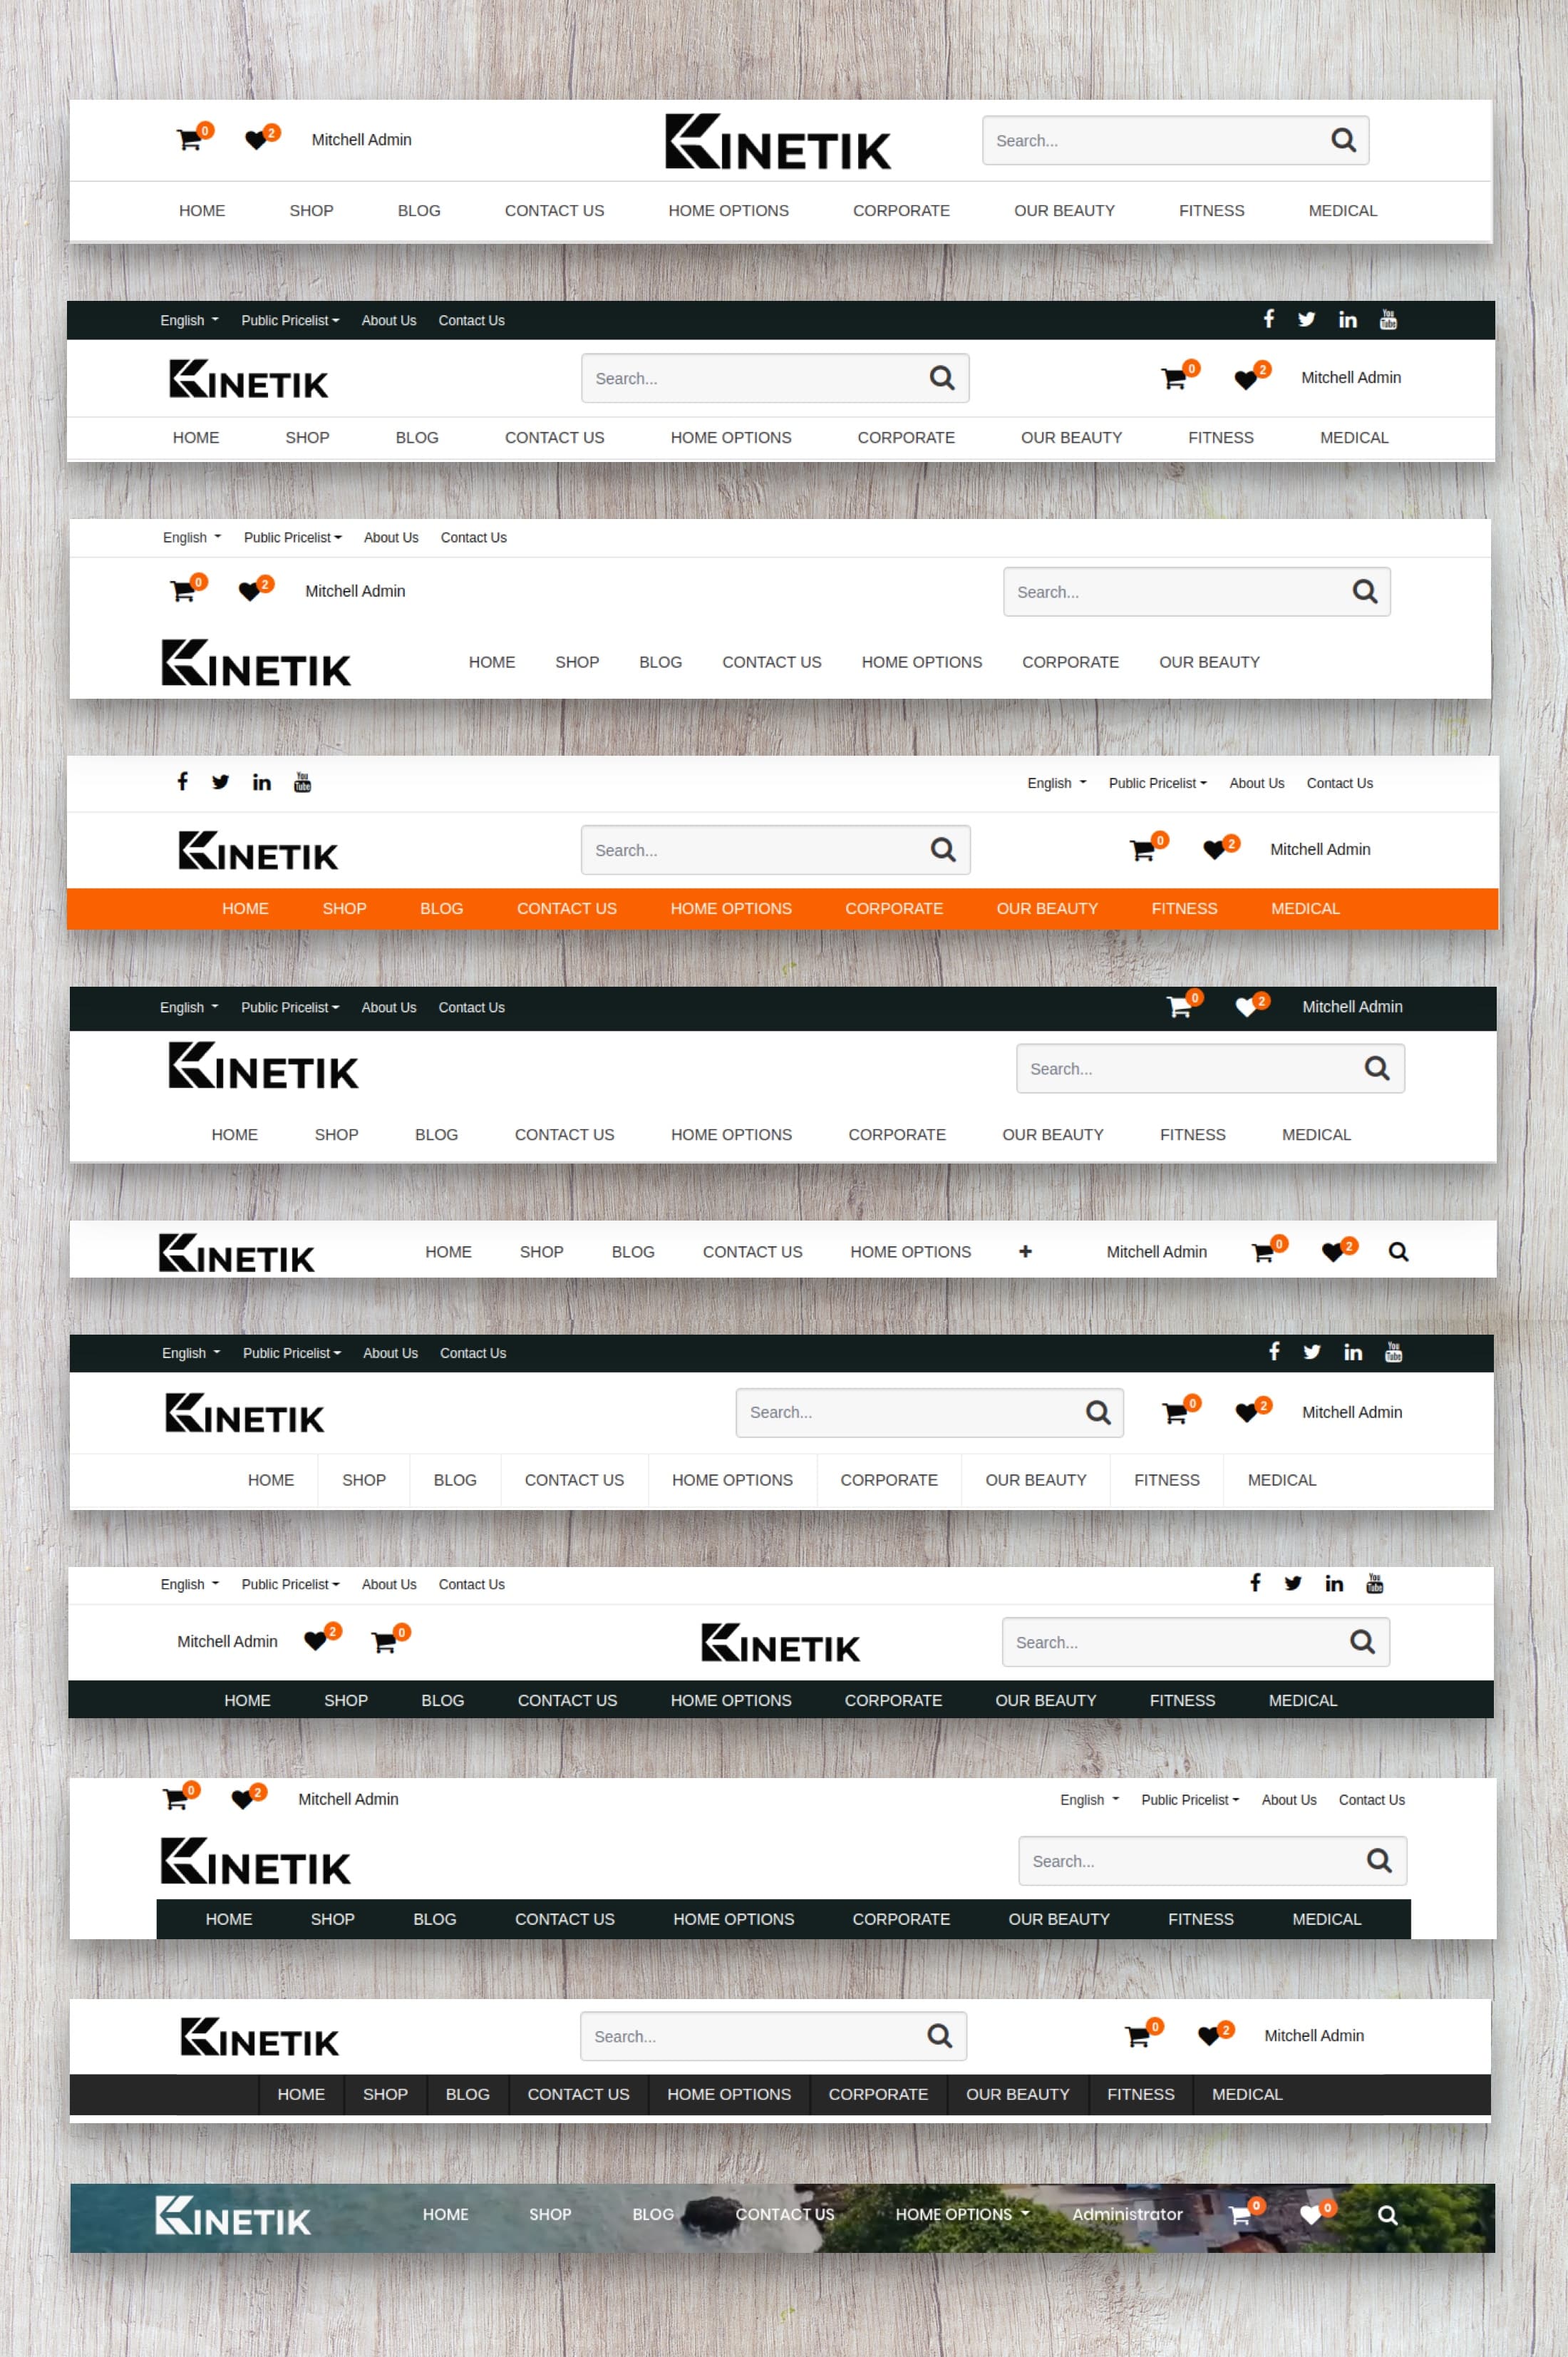 0 2 Mitchell Admin KINETIK Search...
HOME SHOP BLOG CONTACT US HOME OPTIONS CORPORATE OUR BEAUTY FITNESS MEDICAL
English Public Pricelist About Us Contact Us You Tube
KINETIK Search... 0 2 Mitchell Admin
HOME SHOP BLOG CONTACT US HOME OPTIONS CORPORATE OUR BEAUTY FITNESS MEDICAL
English Public Pricelist About Us Contact Us
0 2 Mitchell Admin Search...
KINETIK HOME SHOP BLOG CONTACT US HOME OPTIONS CORPORATE OUR BEAUTY
You Tube English Public Pricelist About Us Contact Us
KINETIK Search... 0 2 Mitchell Admin
HOME SHOP BLOG CONTACT US HOME OPTIONS CORPORATE OUR BEAUTY FITNESS MEDICAL
English Public Pricelist About Us Contact Us 0 2 Mitchell Admin
KINETIK Search...
HOME SHOP BLOG CONTACT US HOME OPTIONS CORPORATE OUR BEAUTY FITNESS MEDICAL
KINETIK HOME SHOP BLOG CONTACT US HOME OPTIONS + Mitchell Admin 0 2
English Public Pricelist About Us Contact Us You Tube
KINETIK Search... 0 2 Mitchell Admin
HOME SHOP BLOG CONTACT US HOME OPTIONS CORPORATE OUR BEAUTY FITNESS MEDICAL
English Public Pricelist About Us Contact Us You Tube
Mitchell Admin 2 0 KINETIK Search...
HOME SHOP BLOG CONTACT US HOME OPTIONS CORPORATE OUR BEAUTY FITNESS MEDICAL
0 2 Mitchell Admin English Public Pricelist About Us Contact Us
KINETIK Search...
HOME SHOP BLOG CONTACT US HOME OPTIONS CORPORATE OUR BEAUTY FITNESS MEDICAL
KINETIK Search... 0 2 Mitchell Admin
HOME SHOP BLOG CONTACT US HOME OPTIONS CORPORATE OUR BEAUTY FITNESS MEDICAL
KINETIK HOME SHOP BLOG CONTACT US HOME OPTIONS Administrator 0 0